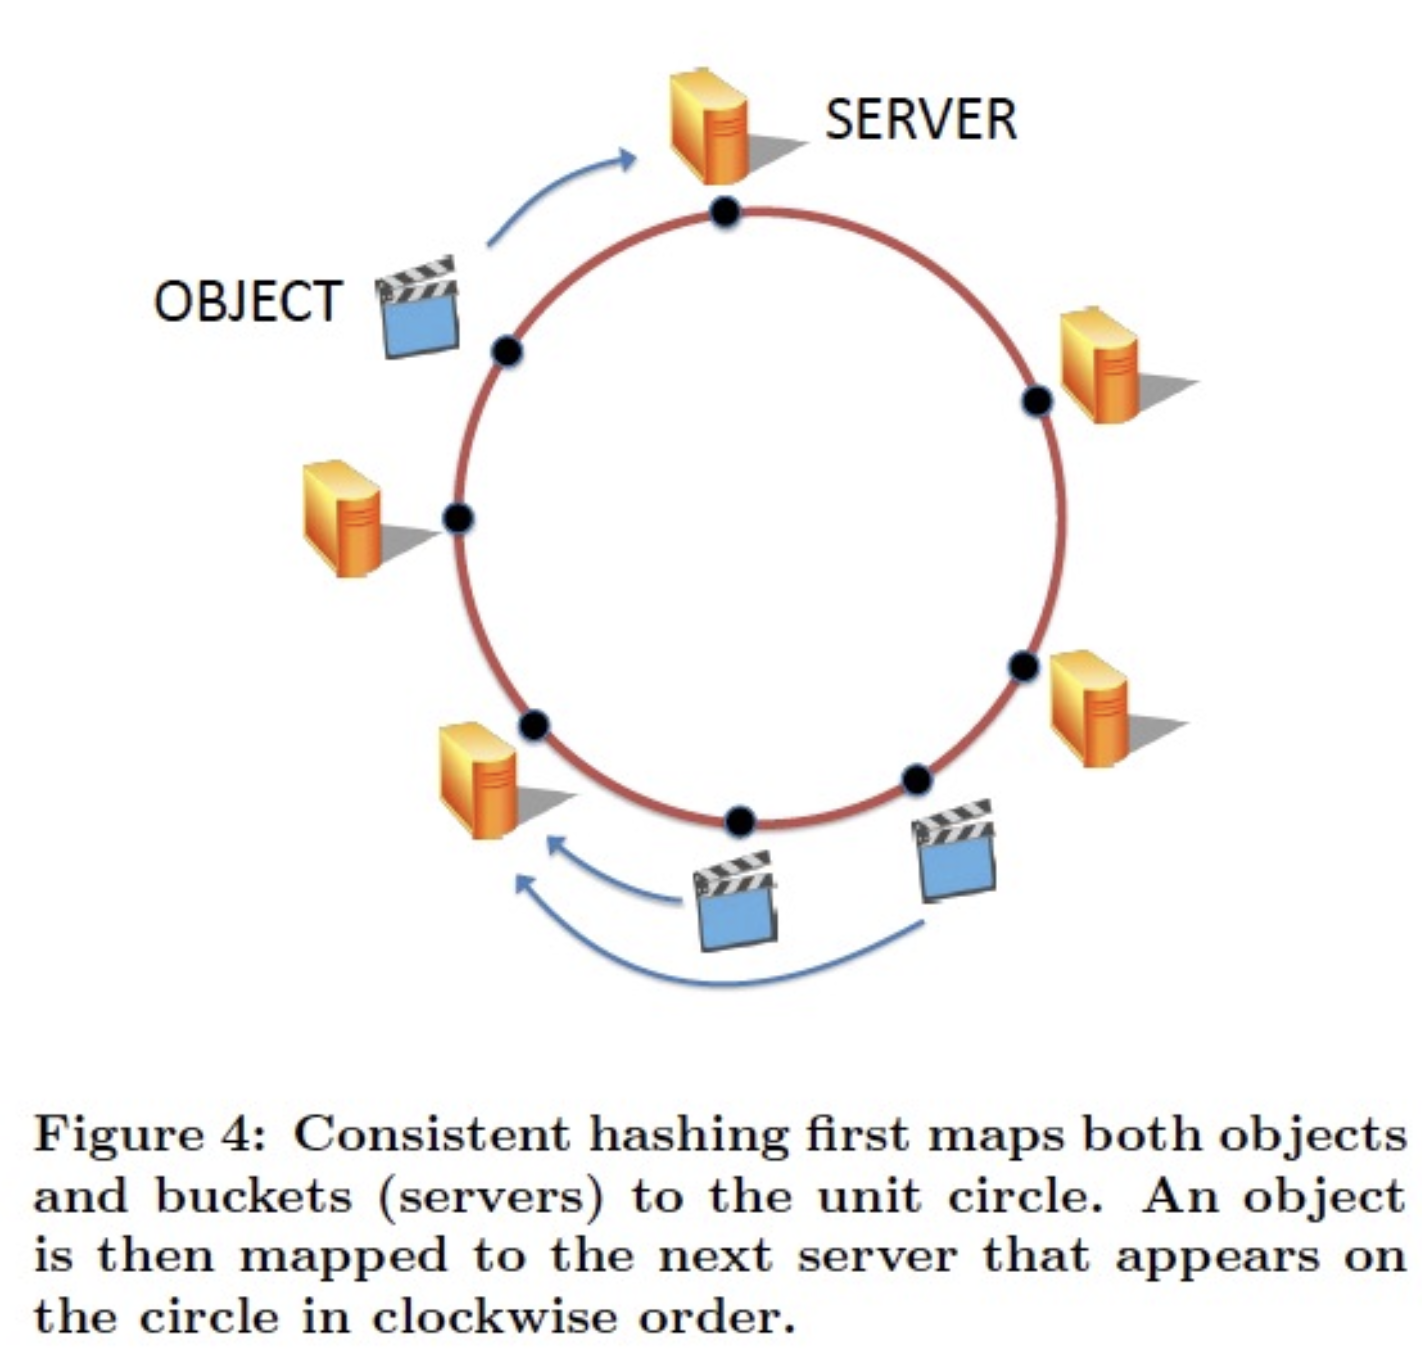 SERVER
OBJECT
Figure 4: Consistent hashing first maps both objects
and buckets (servers) to the unit circle. An object
is then mapped to the next server that appears on
the circle in clockwise order.